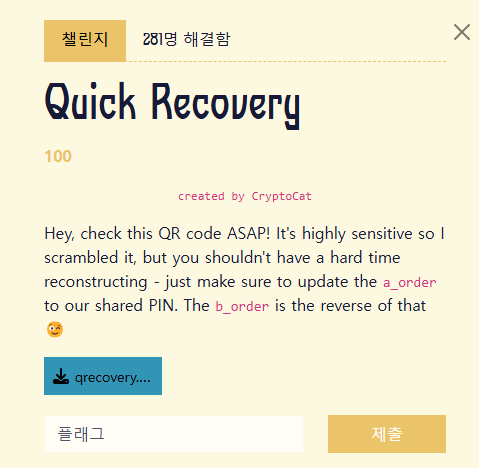 챌린지
281명 해결함
Quick Recovery
100
created by CryptoCat
Hey, check this QR code ASAP! It's highly sensitive so I
scrambled it, but you shouldn't have a hard time
reconstructing - just make sure to update the a_order
to our shared PIN. The b_order is the reverse of that
😉
qrecovery....
플래그
제출